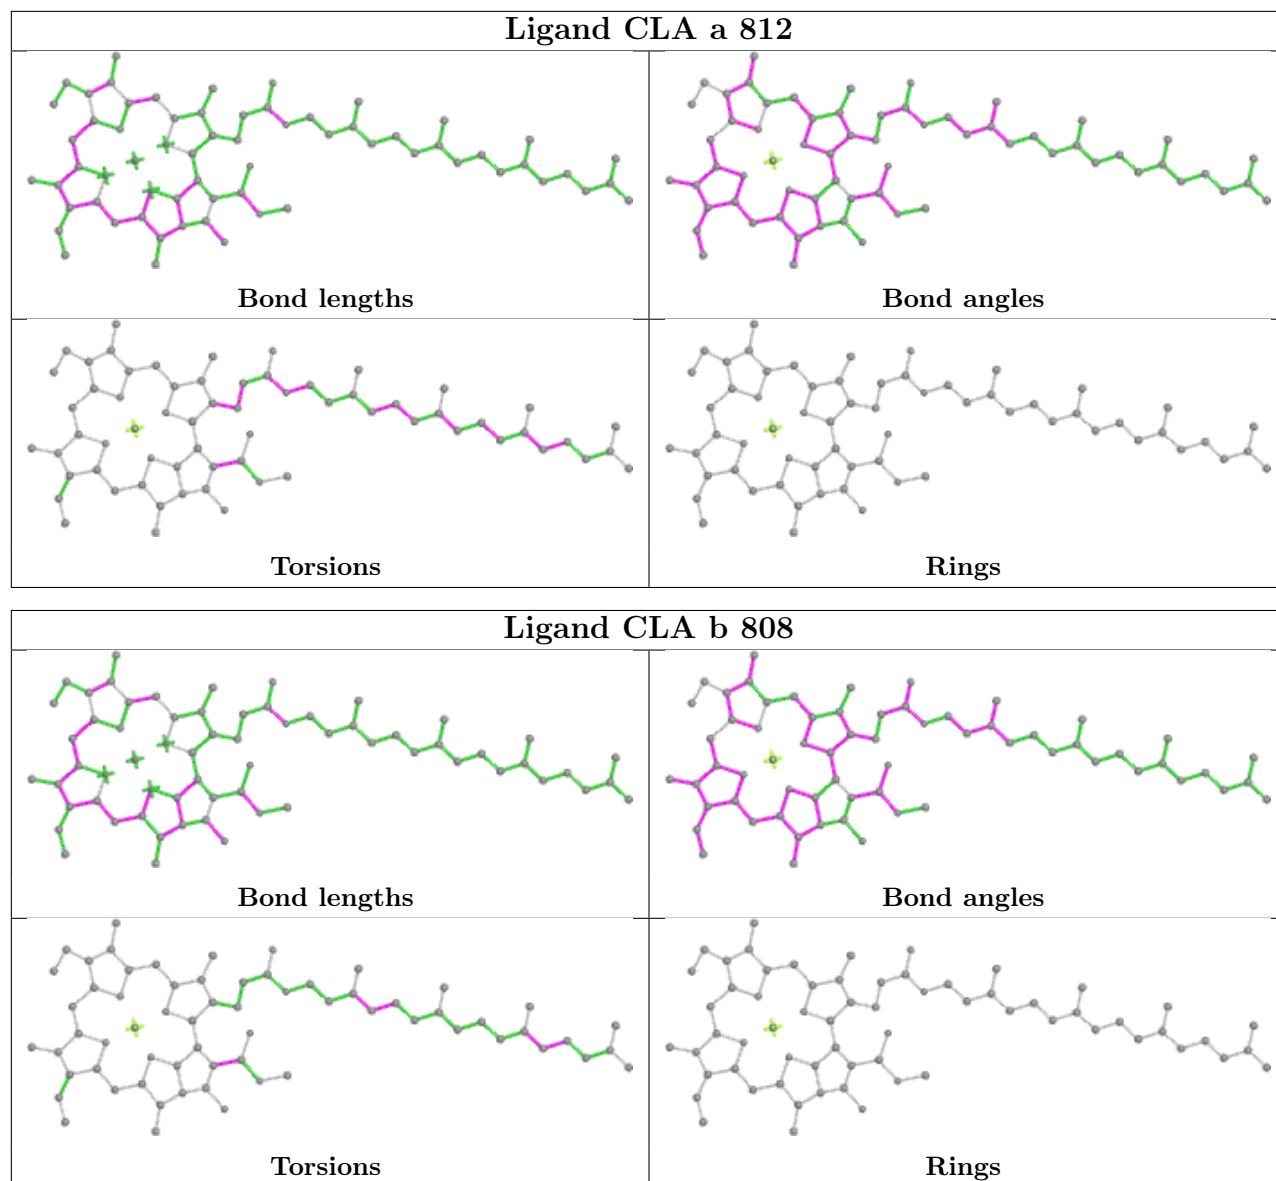 Ligand CLA a 812
Bond lengths
Bond angles
Torsions
Rings
Ligand CLA b 808
Bond lengths
Bond angles
Torsions
Rings